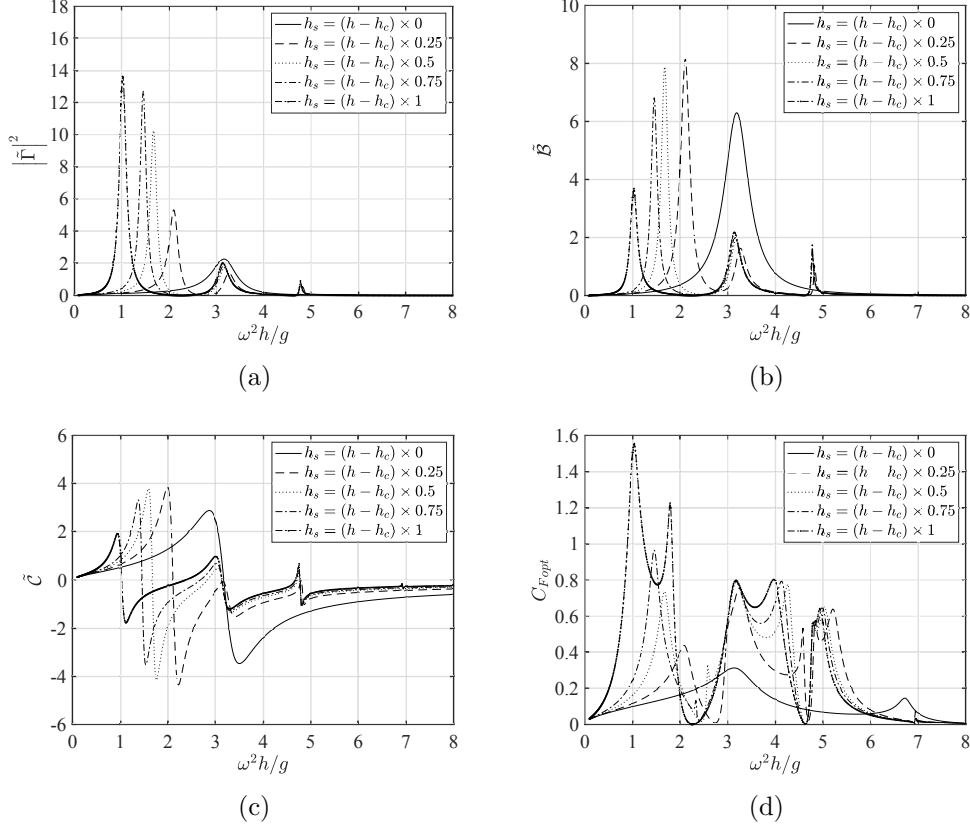 18
16
14
12
10
8
6
4
2
0
|Γ̃|²
h_s = (h − h_c) × 0
h_s = (h − h_c) × 0.25
h_s = (h − h_c) × 0.5
h_s = (h − h_c) × 0.75
h_s = (h − h_c) × 1
0 1 2 3 4 5 6 7 8
ω²h/g
(a)
10
8
6
4
2
0
ℬ̃
h_s = (h − h_c) × 0
h_s = (h − h_c) × 0.25
h_s = (h − h_c) × 0.5
h_s = (h − h_c) × 0.75
h_s = (h − h_c) × 1
0 1 2 3 4 5 6 7 8
ω²h/g
(b)
6
4
2
0
-2
-4
-6
𝒞̃
h_s = (h − h_c) × 0
h_s = (h − h_c) × 0.25
h_s = (h − h_c) × 0.5
h_s = (h − h_c) × 0.75
h_s = (h − h_c) × 1
0 1 2 3 4 5 6 7 8
ω²h/g
(c)
1.6
1.4
1.2
1
0.8
0.6
0.4
0.2
0
C_Fopt
h_s = (h − h_c) × 0
h_s = (h h_c) × 0.25
h_s = (h − h_c) × 0.5
h_s = (h − h_c) × 0.75
h_s = (h − h_c) × 1
0 1 2 3 4 5 6 7 8
ω²h/g
(d)